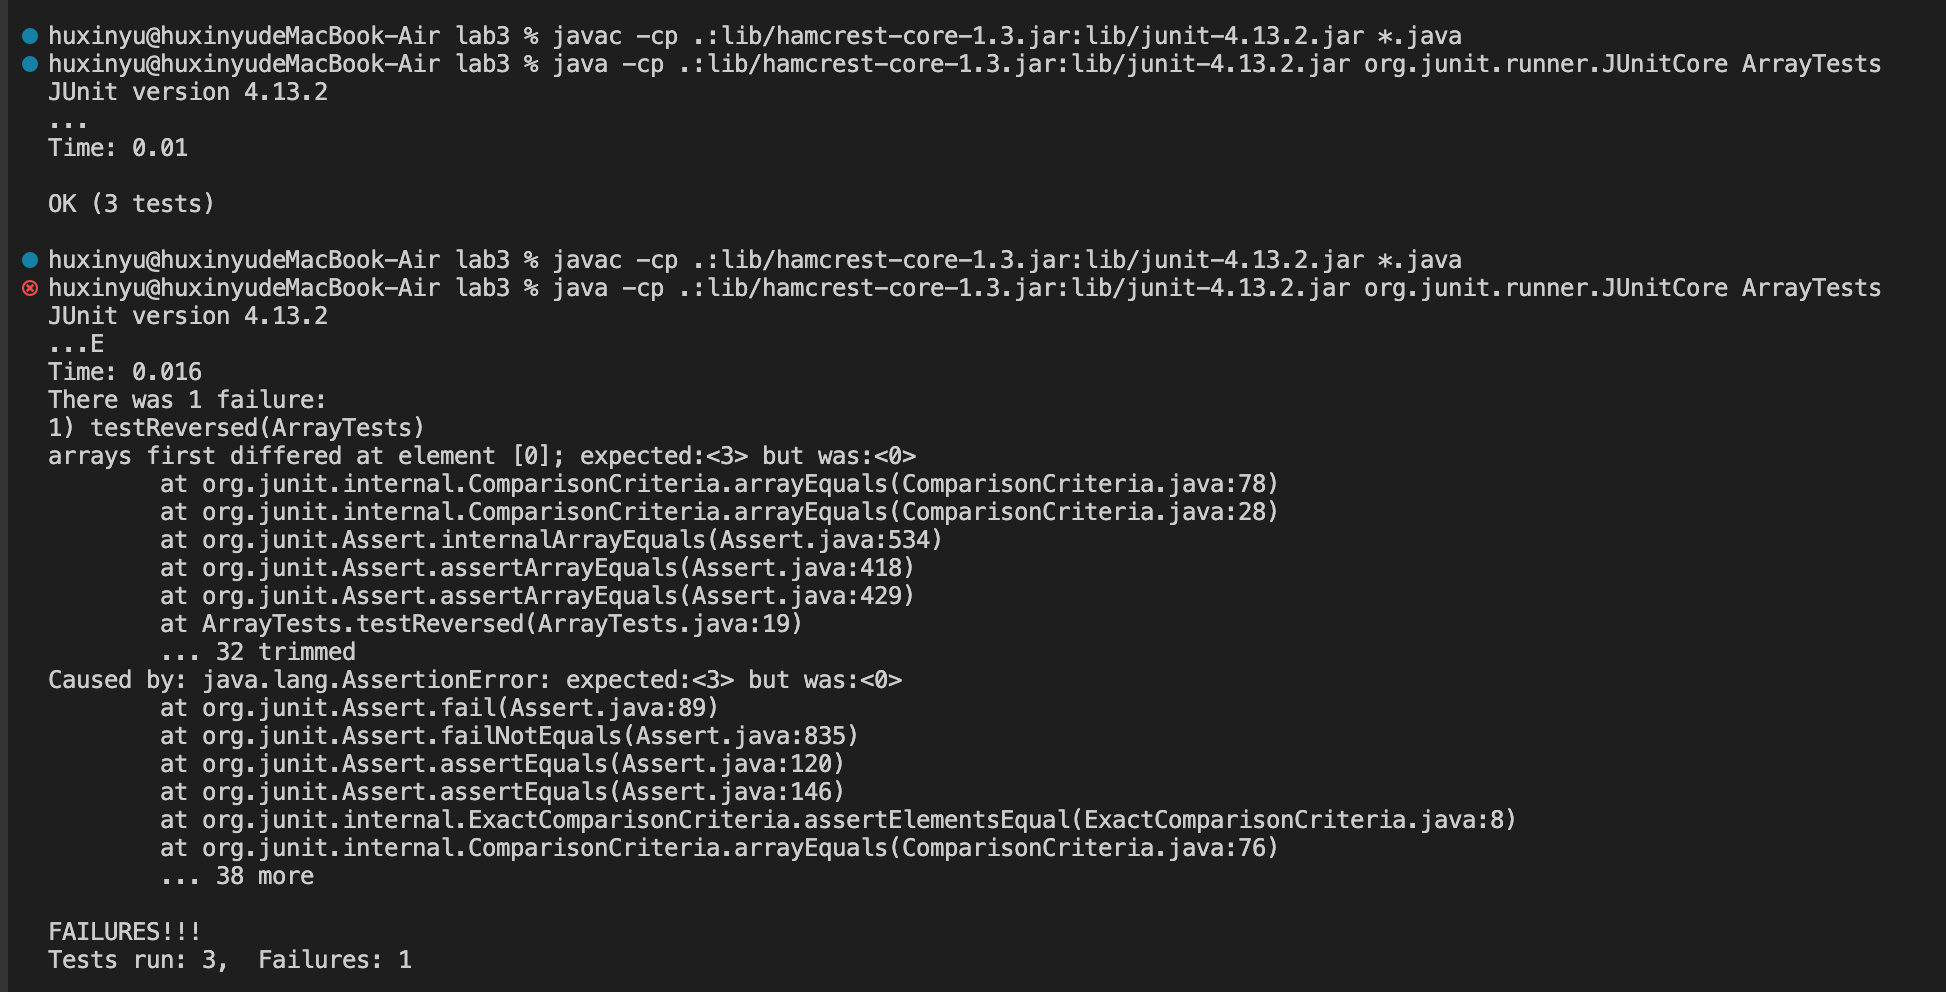 huxinyu@huxinyudeMacBook-Air lab3 % javac -cp .:lib/hamcrest-core-1.3.jar:lib/junit-4.13.2.jar *.java
huxinyu@huxinyudeMacBook-Air lab3 % java -cp .:lib/hamcrest-core-1.3.jar:lib/junit-4.13.2.jar org.junit.runner.JUnitCore ArrayTests
JUnit version 4.13.2
...
Time: 0.01
OK (3 tests)
huxinyu@huxinyudeMacBook-Air lab3 % javac -cp .:lib/hamcrest-core-1.3.jar:lib/junit-4.13.2.jar *.java
huxinyu@huxinyudeMacBook-Air lab3 % java -cp .:lib/hamcrest-core-1.3.jar:lib/junit-4.13.2.jar org.junit.runner.JUnitCore ArrayTests
JUnit version 4.13.2
...E
Time: 0.016
There was 1 failure:
1) testReversed(ArrayTests)
arrays first differed at element [0]; expected:<3> but was:<0>
at org.junit.internal.ComparisonCriteria.arrayEquals(ComparisonCriteria.java:78)
at org.junit.internal.ComparisonCriteria.arrayEquals(ComparisonCriteria.java:28)
at org.junit.Assert.internalArrayEquals(Assert.java:534)
at org.junit.Assert.assertArrayEquals(Assert.java:418)
at org.junit.Assert.assertArrayEquals(Assert.java:429)
at ArrayTests.testReversed(ArrayTests.java:19)
... 32 trimmed
Caused by: java.lang.AssertionError: expected:<3> but was:<0>
at org.junit.Assert.fail(Assert.java:89)
at org.junit.Assert.failNotEquals(Assert.java:835)
at org.junit.Assert.assertEquals(Assert.java:120)
at org.junit.Assert.assertEquals(Assert.java:146)
at org.junit.internal.ExactComparisonCriteria.assertElementsEqual(ExactComparisonCriteria.java:8)
at org.junit.internal.ComparisonCriteria.arrayEquals(ComparisonCriteria.java:76)
... 38 more
FAILURES!!!
Tests run: 3,  Failures: 1